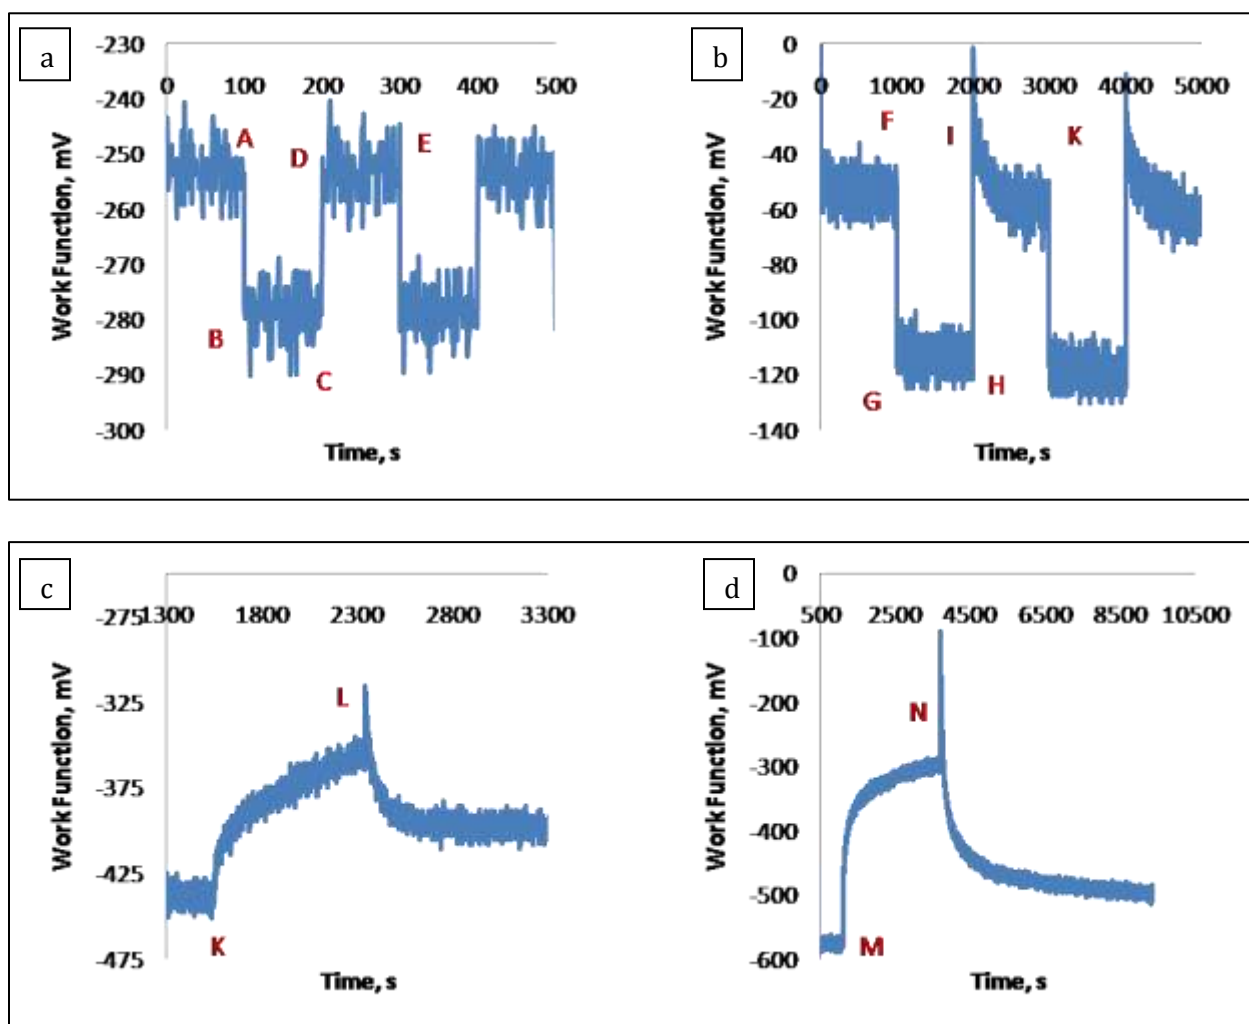 a
-230
0 100 200 300 400 500
-240
A
E
D
-250
-260
-270
-280
B
-290
C
-300
Work Function, mV
Time, s
b
0
0 1000 2000 3000 4000 5000
-20
F I K
-40
-60
-80
-100
-120
G H
-140
Work Function, mV
Time, s
c
-275
1300 1800 2300 2800 3300
L
-325
-375
-425
K
-475
Work Function, mV
Time, s
d
0
500 2500 4500 6500 8500 10500
-100
N
-200
-300
-400
-500
M
-600
Work Function, mV
Time, s